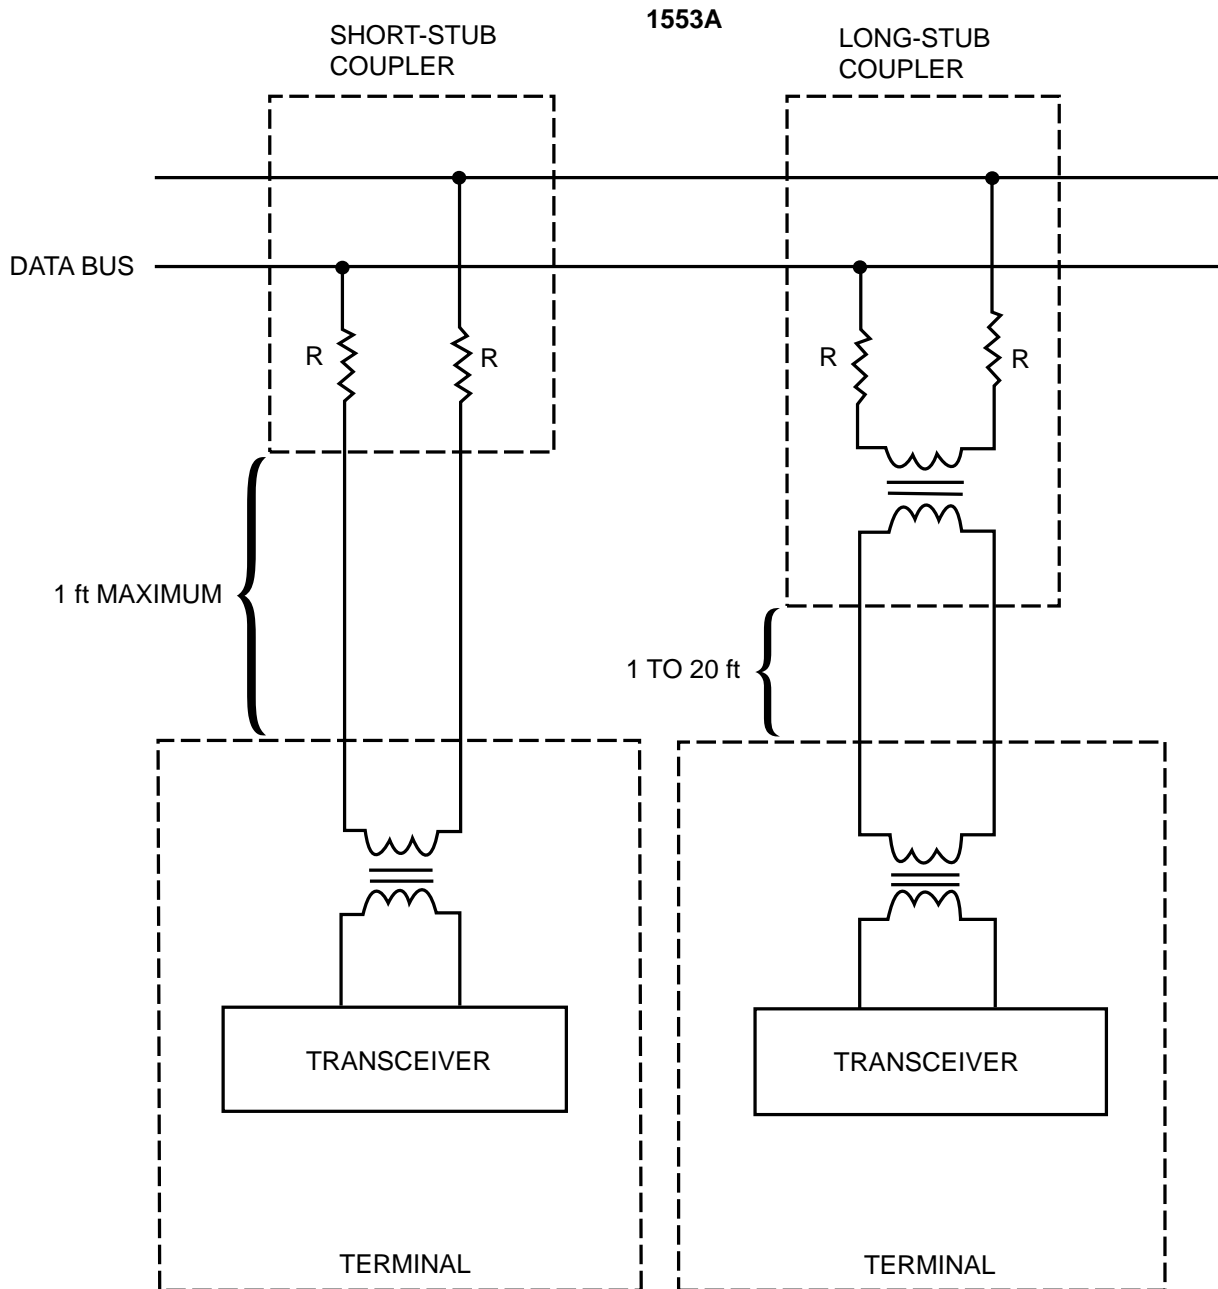 1553A
SHORT-STUB
COUPLER
LONG-STUB
COUPLER
DATA BUS
R
R
R
R
1 ft MAXIMUM
1 TO 20 ft
TRANSCEIVER
TRANSCEIVER
TERMINAL
TERMINAL